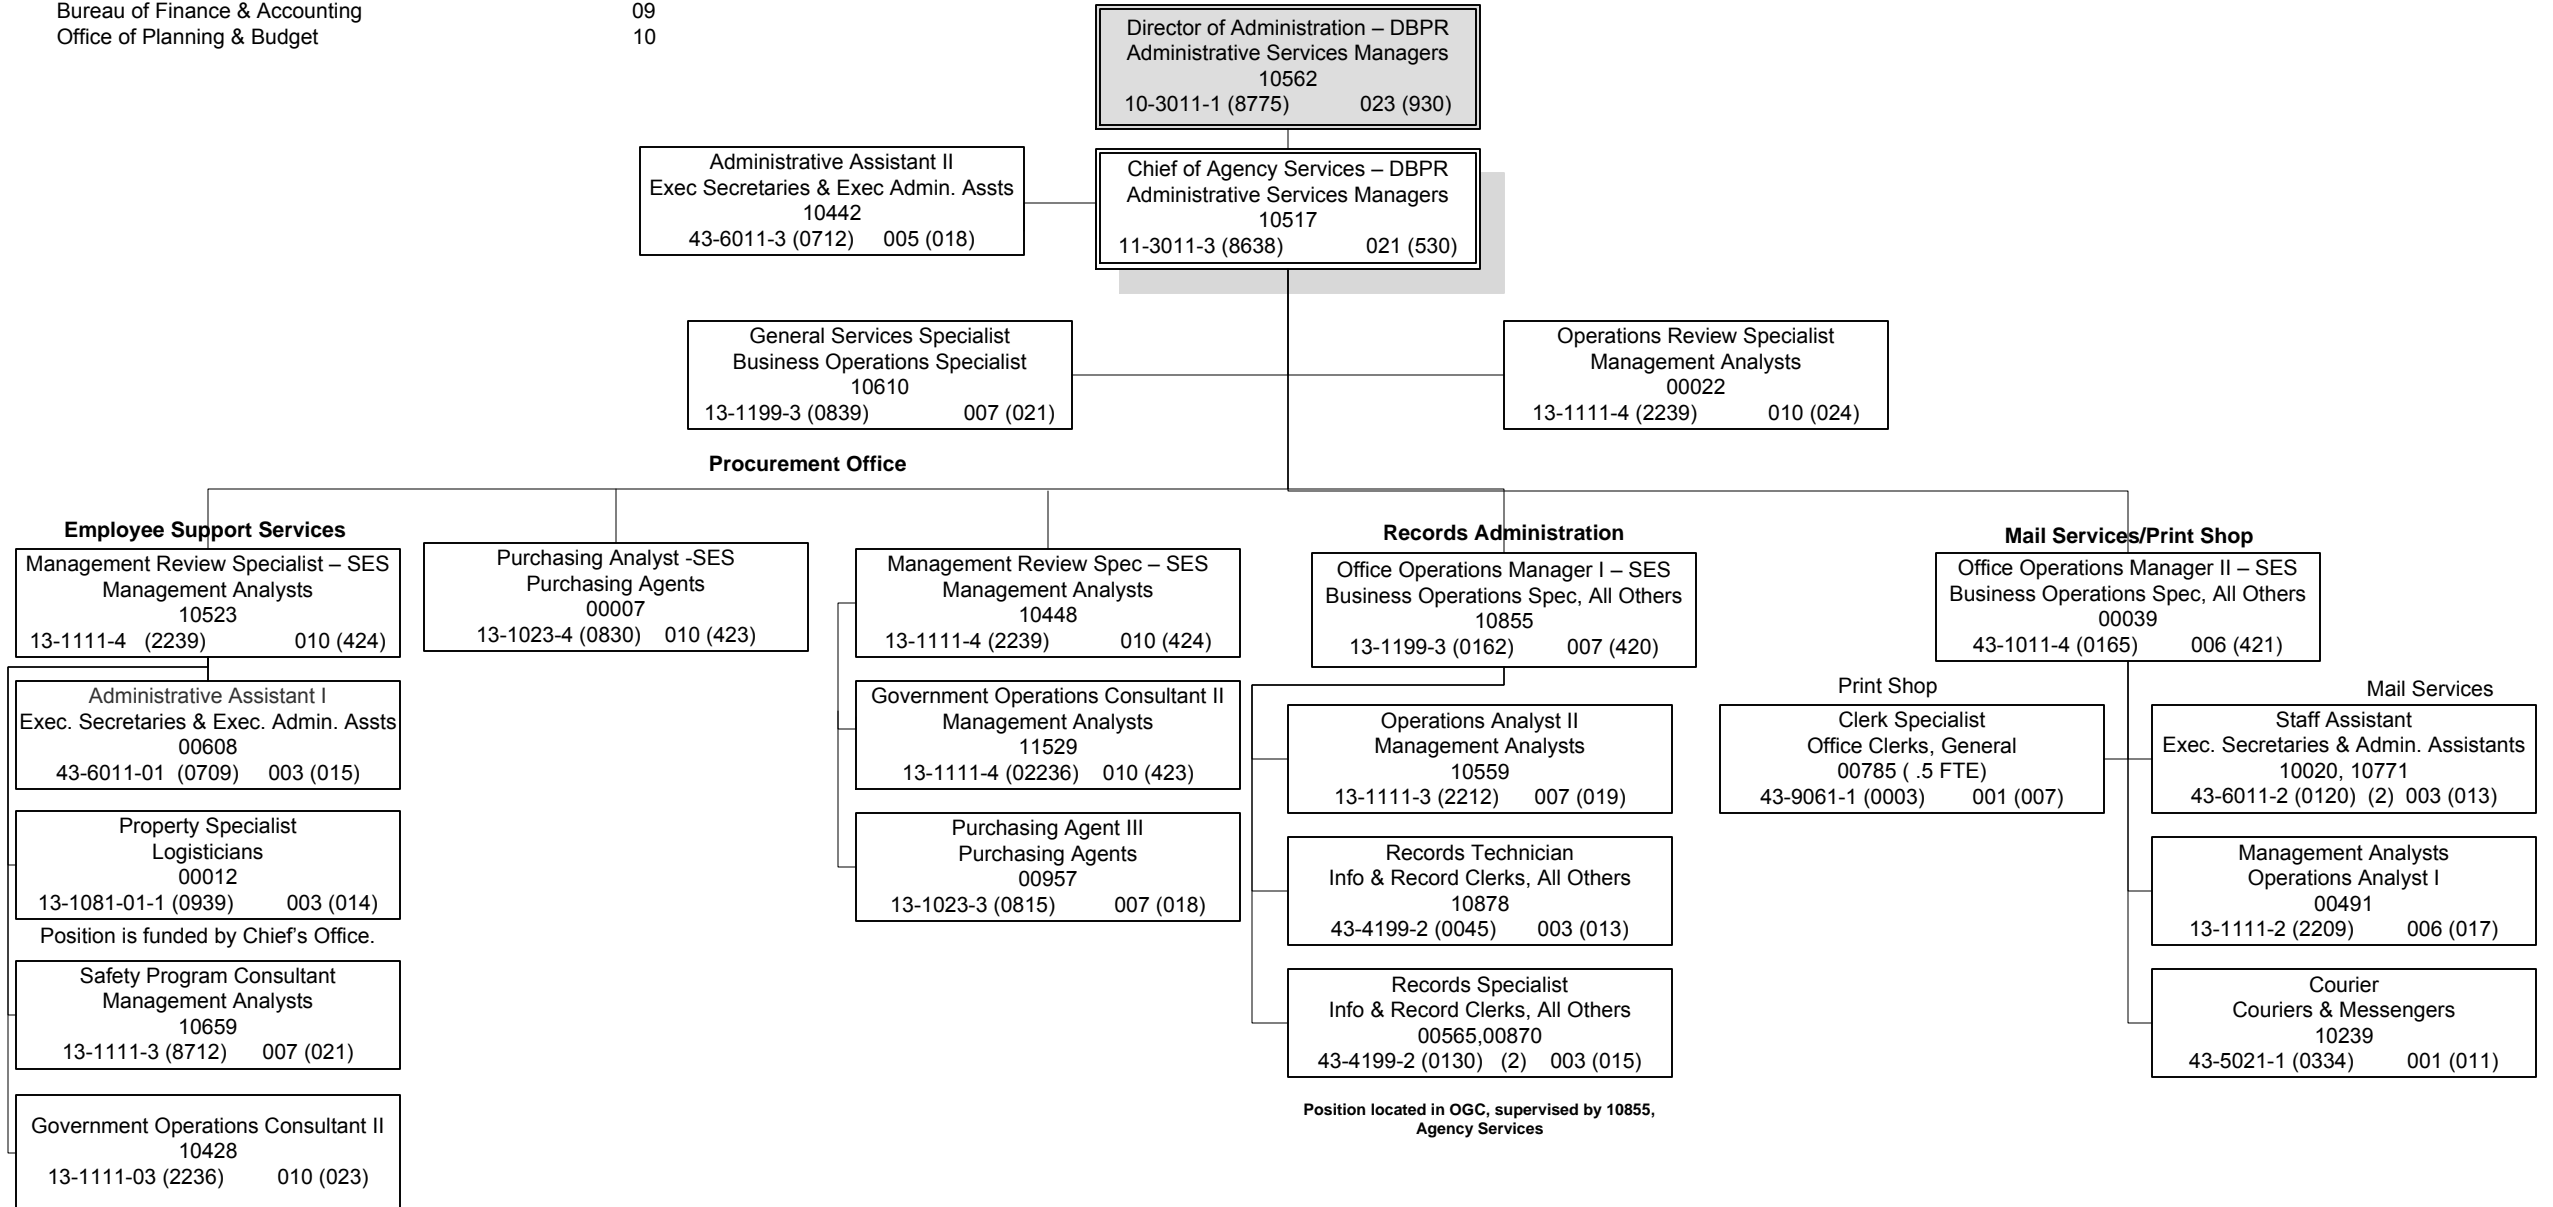 Bureau of Finance & Accounting 09
Office of Planning & Budget 10
Director of Administration – DBPR
Administrative Services Managers
10562
10-3011-1 (8775) 023 (930)
Administrative Assistant II
Exec Secretaries & Exec Admin. Assts
10442
43-6011-3 (0712) 005 (018)
Chief of Agency Services – DBPR
Administrative Services Managers
10517
11-3011-3 (8638) 021 (530)
General Services Specialist
Business Operations Specialist
10610
13-1199-3 (0839) 007 (021)
Operations Review Specialist
Management Analysts
00022
13-1111-4 (2239) 010 (024)
Procurement Office
Employee Support Services
Management Review Specialist – SES
Management Analysts
10523
13-1111-4 (2239) 010 (424)
Administrative Assistant I
Exec. Secretaries & Exec. Admin. Assts
00608
43-6011-01 (0709) 003 (015)
Property Specialist
Logisticians
00012
13-1081-01-1 (0939) 003 (014)
Position is funded by Chief's Office.
Safety Program Consultant
Management Analysts
10659
13-1111-3 (8712) 007 (021)
Government Operations Consultant II
10428
13-1111-03 (2236) 010 (023)
Purchasing Analyst -SES
Purchasing Agents
00007
13-1023-4 (0830) 010 (423)
Management Review Spec – SES
Management Analysts
10448
13-1111-4 (2239) 010 (424)
Government Operations Consultant II
Management Analysts
11529
13-1111-4 (02236) 010 (423)
Purchasing Agent III
Purchasing Agents
00957
13-1023-3 (0815) 007 (018)
Records Administration
Office Operations Manager I – SES
Business Operations Spec, All Others
10855
13-1199-3 (0162) 007 (420)
Operations Analyst II
Management Analysts
10559
13-1111-3 (2212) 007 (019)
Records Technician
Info & Record Clerks, All Others
10878
43-4199-2 (0045) 003 (013)
Records Specialist
Info & Record Clerks, All Others
00565,00870
43-4199-2 (0130) (2) 003 (015)
Position located in OGC, supervised by 10855,
Agency Services
Mail Services/Print Shop
Office Operations Manager II – SES
Business Operations Spec, All Others
00039
43-1011-4 (0165) 006 (421)
Print Shop
Clerk Specialist
Office Clerks, General
00785 ( .5 FTE)
43-9061-1 (0003) 001 (007)
Mail Services
Staff Assistant
Exec. Secretaries & Admin. Assistants
10020, 10771
43-6011-2 (0120) (2) 003 (013)
Management Analysts
Operations Analyst I
00491
13-1111-2 (2209) 006 (017)
Courier
Couriers & Messengers
10239
43-5021-1 (0334) 001 (011)